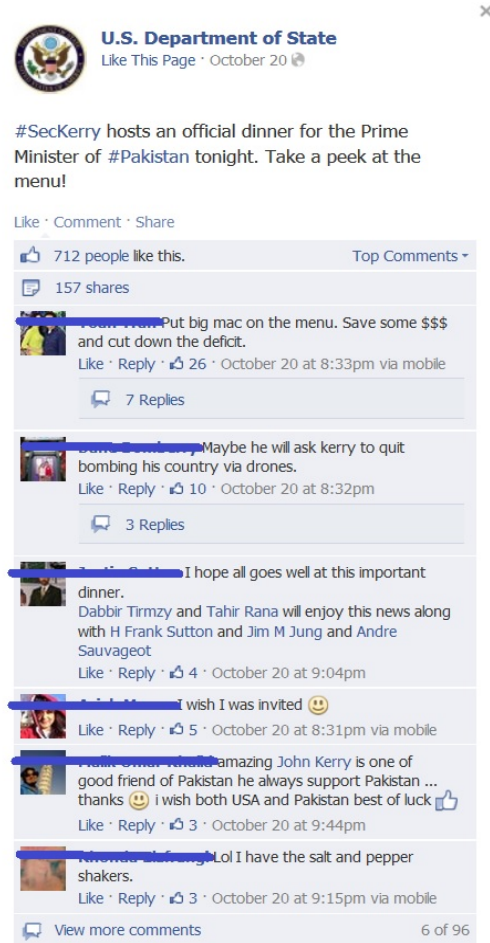 U.S. Department of State
Like This Page · October 20
#SecKerry hosts an official dinner for the Prime
Minister of #Pakistan tonight. Take a peek at the
menu!
Like · Comment · Share
712 people like this.
Top Comments
157 shares
Put big mac on the menu. Save some $$$
and cut down the deficit.
Like · Reply · 26 · October 20 at 8:33pm via mobile
7 Replies
Maybe he will ask kerry to quit
bombing his country via drones.
Like · Reply · 10 · October 20 at 8:32pm
3 Replies
I hope all goes well at this important
dinner.
Dabbir Tirmzy and Tahir Rana will enjoy this news along
with H Frank Sutton and Jim M Jung and Andre
Sauvageot
Like · Reply · 4 · October 20 at 9:04pm
I wish I was invited
Like · Reply · 5 · October 20 at 8:31pm via mobile
amazing John Kerry is one of
good friend of Pakistan he always support Pakistan ...
thanks i wish both USA and Pakistan best of luck
Like · Reply · 3 · October 20 at 9:44pm
Lol I have the salt and pepper
shakers.
Like · Reply · 3 · October 20 at 9:15pm via mobile
View more comments
6 of 96